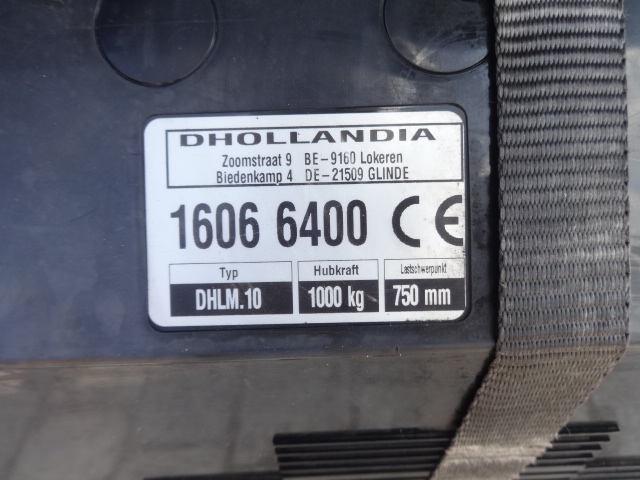 DHOLLANDIA
Zoomstraat 9 BE-9160 Lokeren
Biedenkamp 4 DE-21509 GLINDE
1606 6400 CE
Typ Hubkraft Lastschwerpunkt
DHLM.10 1000 kg 750 mm